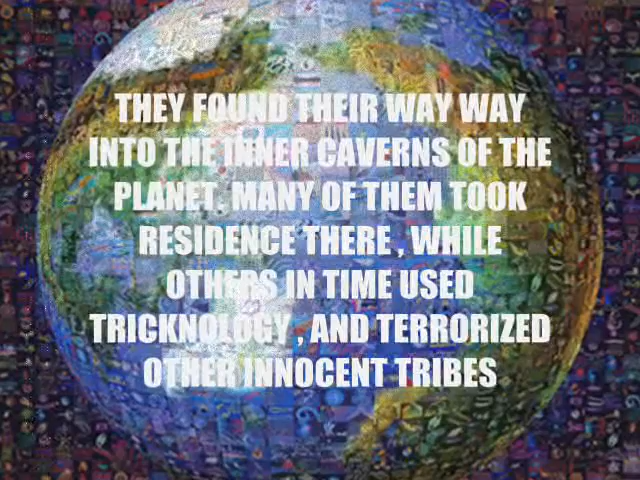 THEY FOUND THEIR WAY WAY
INTO THE INNER CAVERNS OF THE
PLANET. MANY OF THEM TOOK
RESIDENCE THERE , WHILE
OTHERS IN TIME USED
TRICKNOLOGY , AND TERRORIZED
OTHER INNOCENT TRIBES